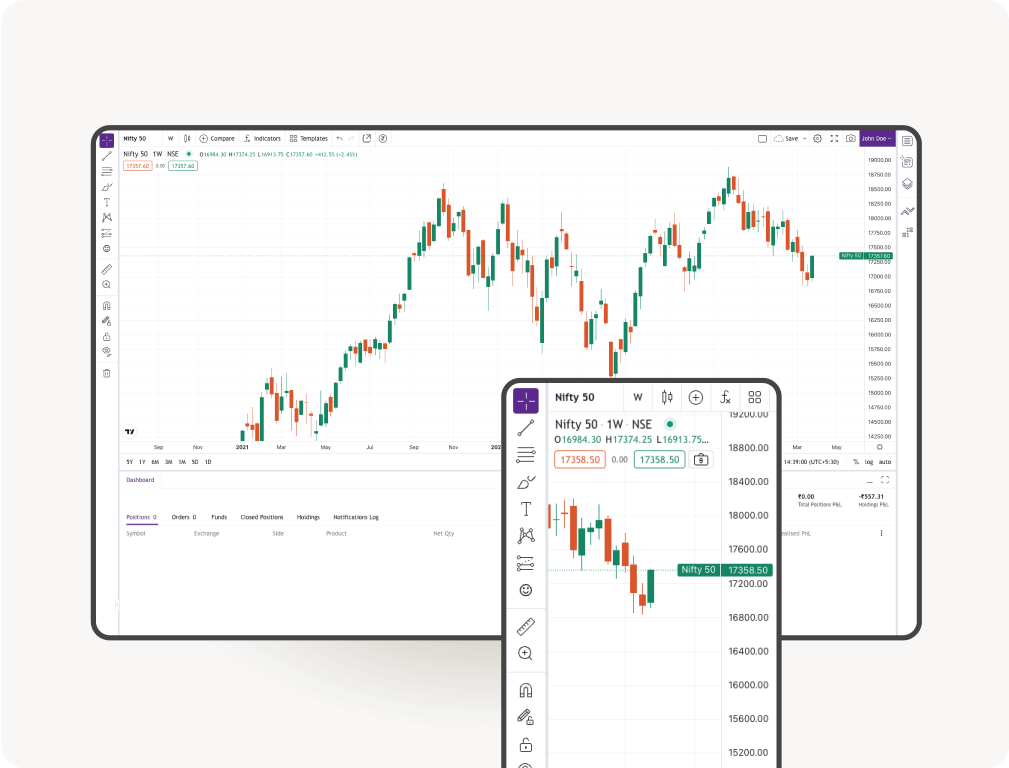 Nifty 50 W Compare Indicators Templates Save John Doe
Nifty 50 · 1W · NSE O16984.30 H17374.25 L16913.75 C17357.60 +412.55 (+2.43%)
17357.60 0.00 17357.60
19000.00
18750.00
18500.00
18250.00
18000.00
17750.00
17500.00
Nifty 50 17357.60
17250.00
17000.00
16750.00
16500.00
16250.00
16000.00
15750.00
15500.00
15250.00
15000.00
14750.00
14500.00
14250.00
Sep Nov 2021 Mar May Jul Sep Nov Mar May
5Y 1Y 6M 3M 1M 5D 1D 14:39:00 (UTC+5:30) % log auto
Dashboard
₹0.00 -₹557.31
Total Positions P&L Holdings P&L
Positions 0 Orders 0 Funds Closed Positions Holdings Notifications Log
Symbol Exchange Side Product Net Qty PnL
Nifty 50 W
Nifty 50 · 1W · NSE
O16984.30 H17374.25 L16913.75...
17358.50 0.00 17358.50
19200.00
18800.00
18400.00
18000.00
17600.00
Nifty 50 17358.50
17200.00
16800.00
16400.00
16000.00
15600.00
15200.00